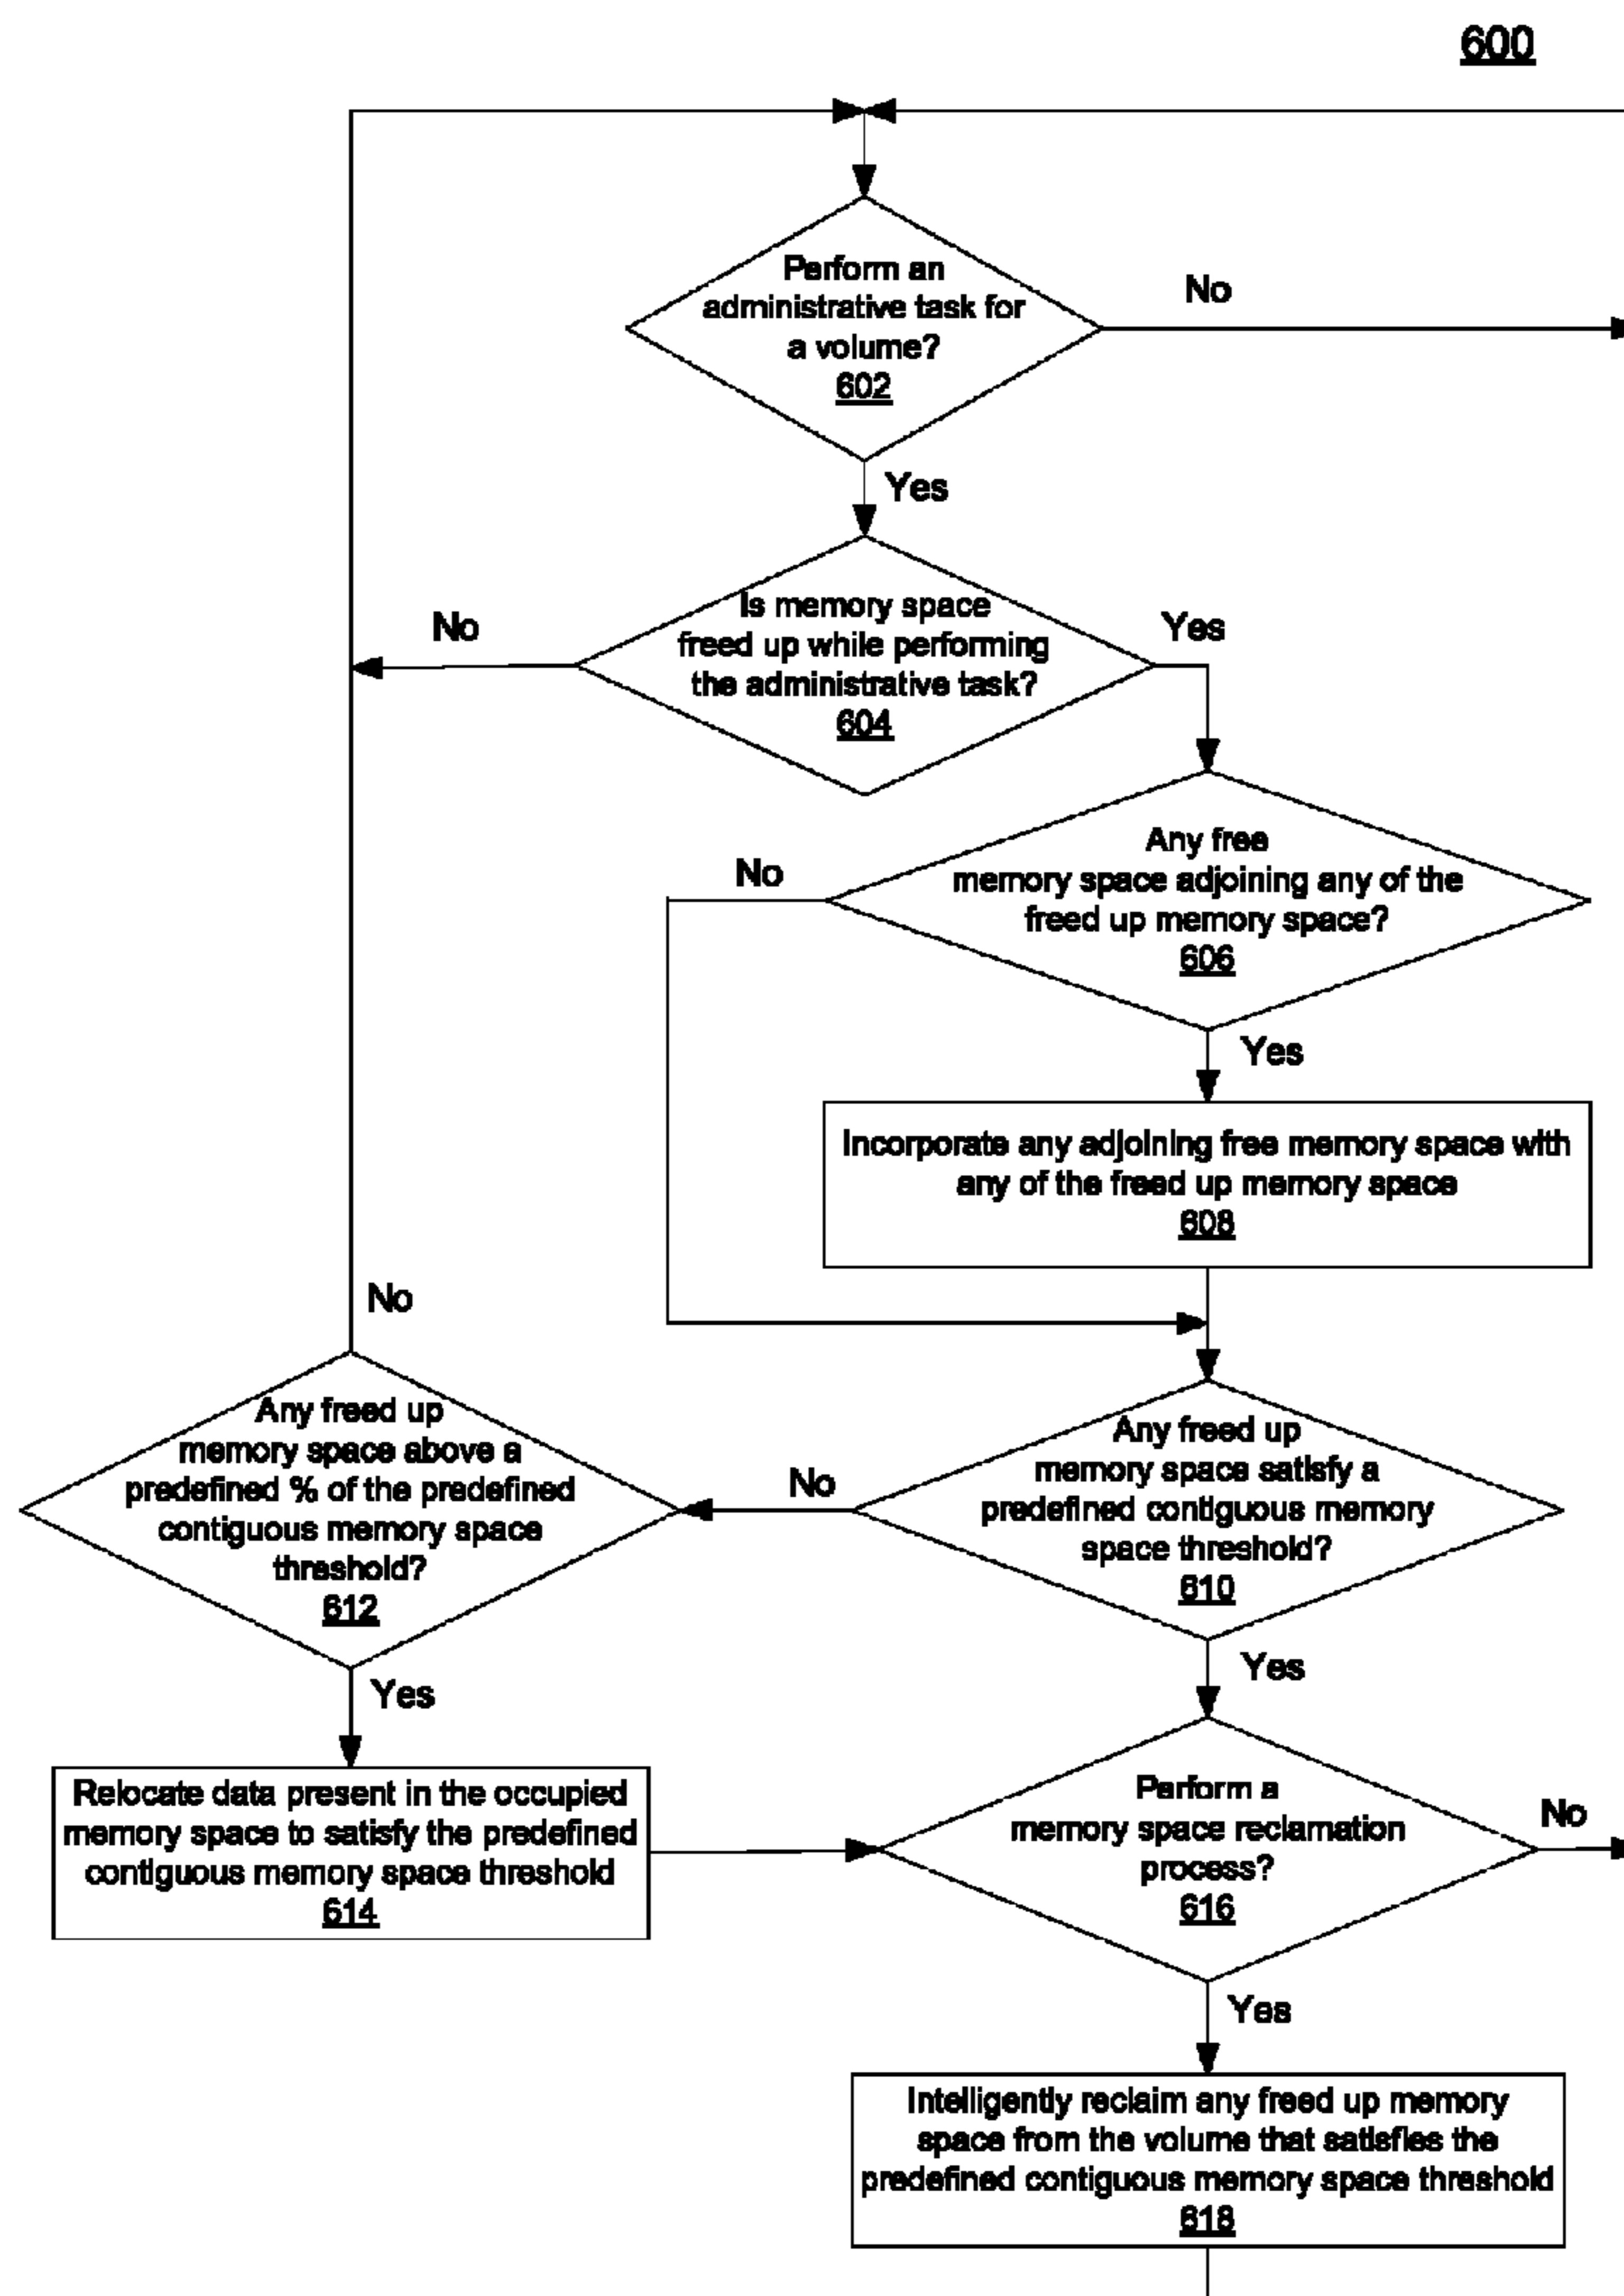 600
Perform an
administrative task for
a volume?
602
No
Yes
Is memory space
freed up while performing
the administrative task?
604
No
Yes
Any free
memory space adjoining any of the
freed up memory space?
606
No
Yes
Incorporate any adjoining free memory space with
any of the freed up memory space
608
No
Any freed up
memory space above a
predefined % of the predefined
contiguous memory space
threshold?
612
No
Any freed up
memory space satisfy a
predefined contiguous memory
space threshold?
610
Yes
Yes
Relocate data present in the occupied
memory space to satisfy the predefined
contiguous memory space threshold
614
Perform a
memory space reclamation
process?
616
No
Yes
Intelligently reclaim any freed up memory
space from the volume that satisfies the
predefined contiguous memory space threshold
618